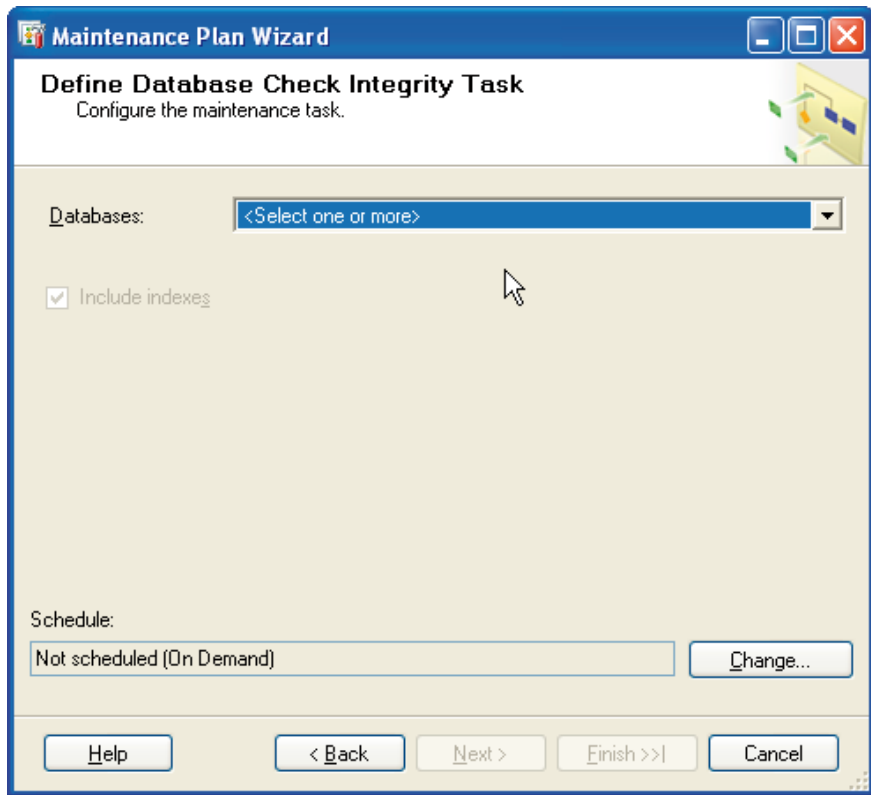 Maintenance Plan Wizard
Define Database Check Integrity Task
Configure the maintenance task.
Databases:
<Select one or more>
Include indexes
Schedule:
Not scheduled (On Demand)
Change...
Help
< Back
Next >
Finish >>|
Cancel